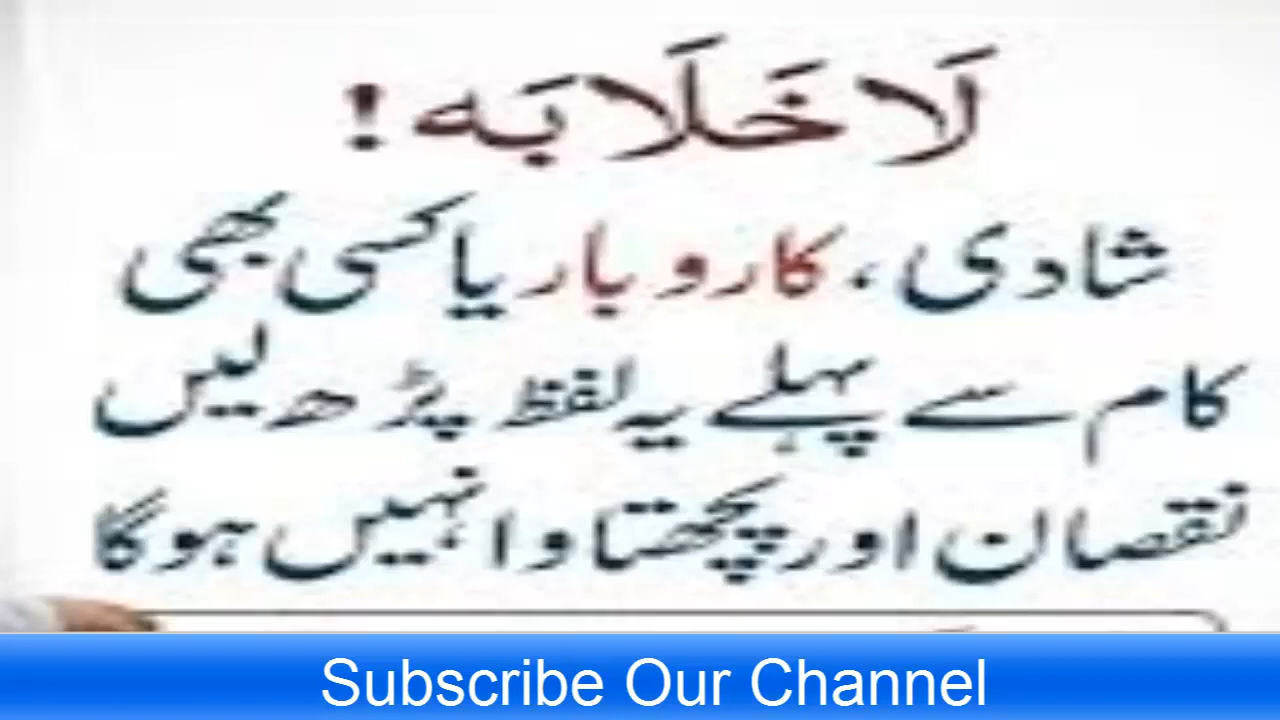 لَا خَلَابَه !
شادی ، کاروبار یا کسی بھی
کام سے پہلے یہ لفظ پڑھ لیں
نقصان اور پچھتاوا نہیں ہوگا
Subscribe Our Channel